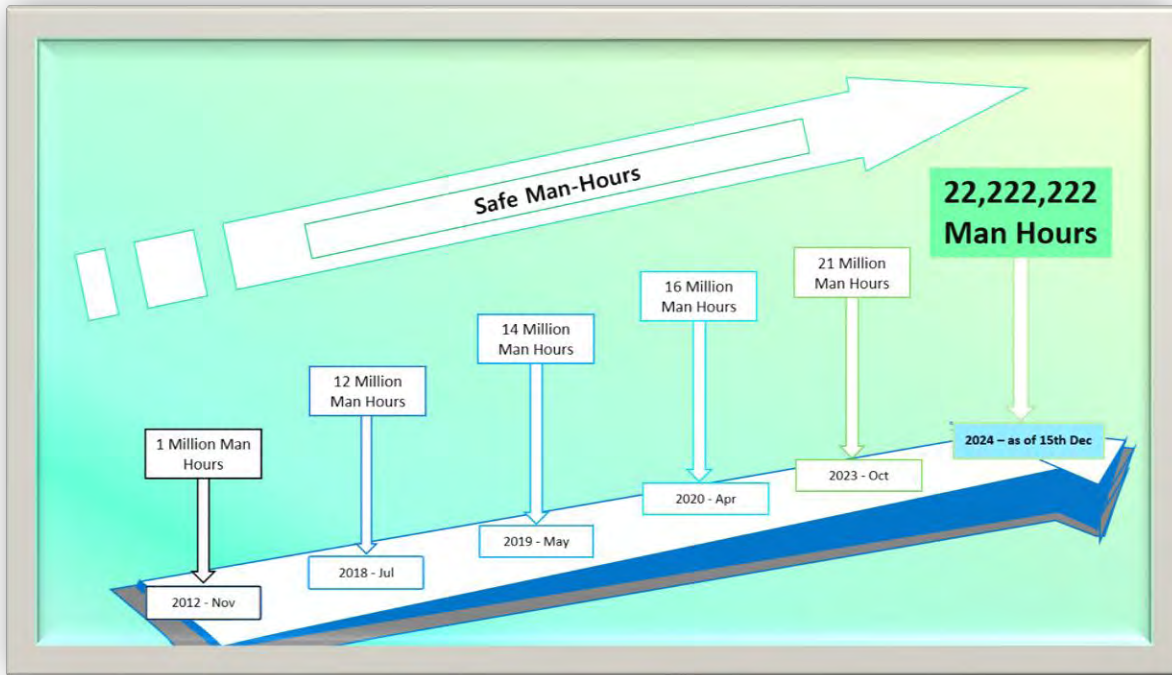 Safe Man-Hours
22,222,222
Man Hours
21 Million
Man Hours
16 Million
Man Hours
14 Million
Man Hours
12 Million
Man Hours
1 Million Man
Hours
2012 - Nov
2018 - Jul
2019 - May
2020 - Apr
2023 - Oct
2024 – as of 15th Dec